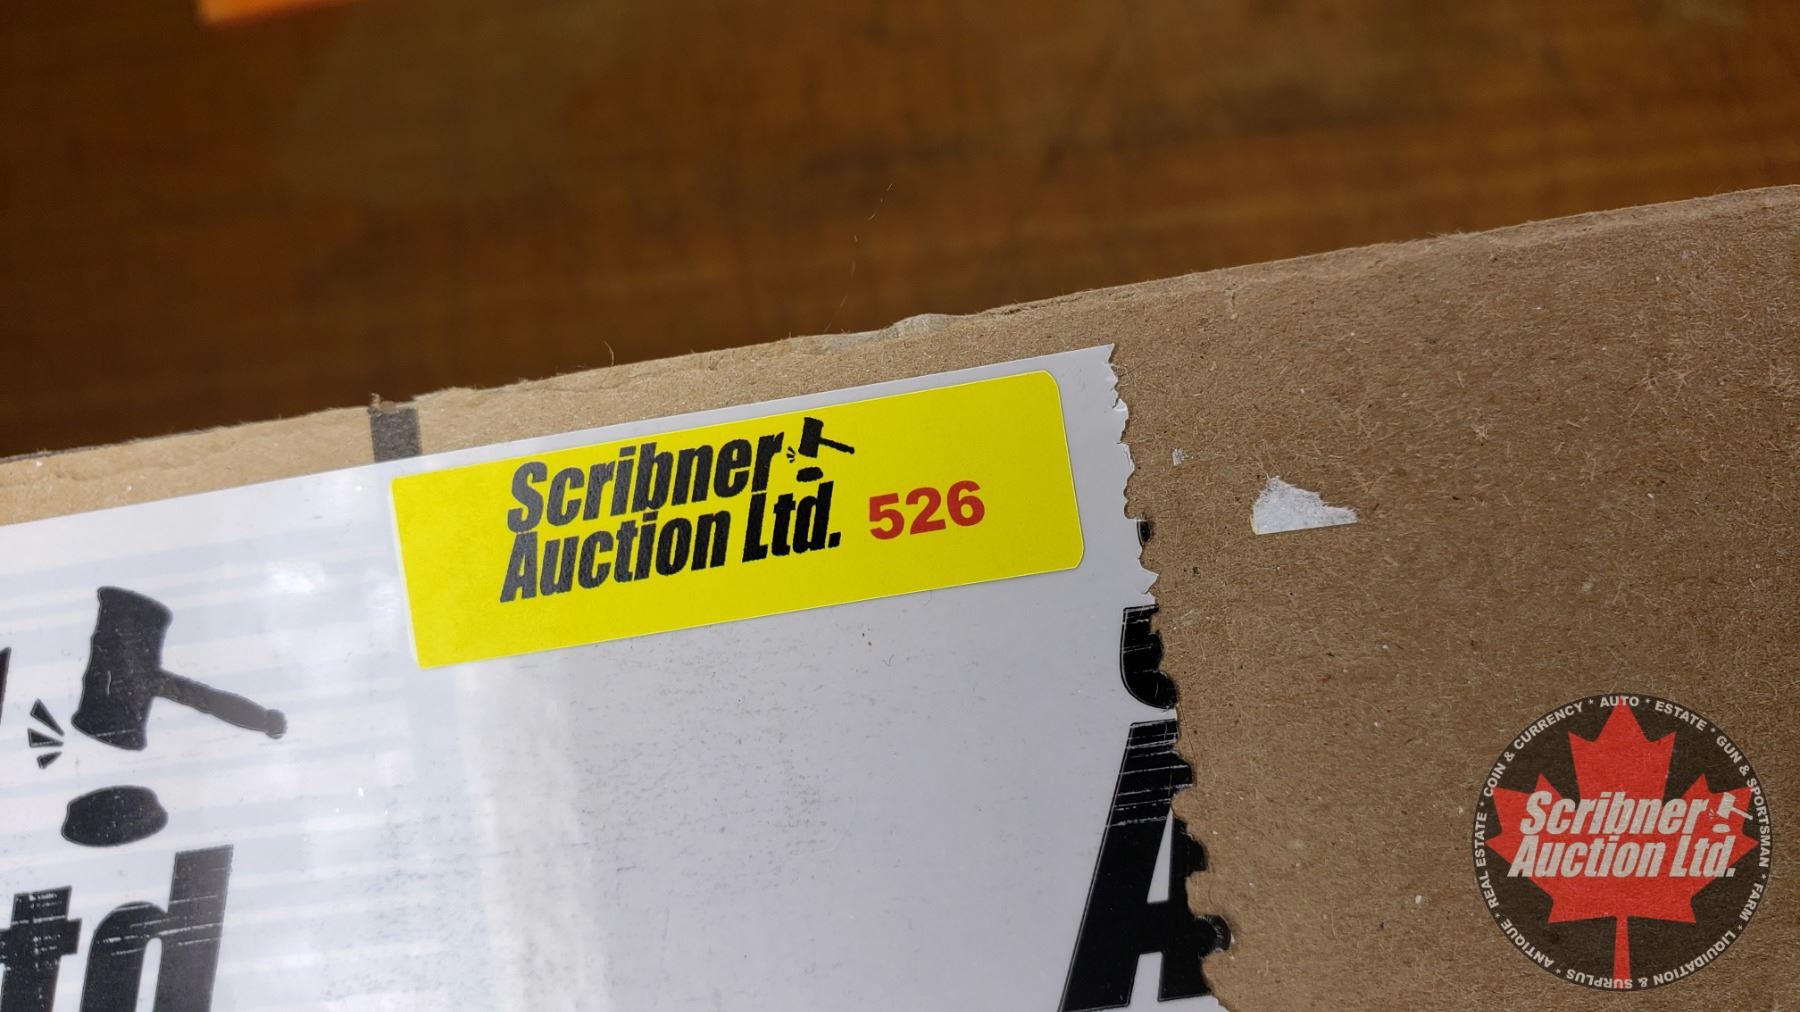 Scribner
Auction Ltd. 526
td
A
COIN & CURRENCY * AUTO * ESTATE * GUN & SPORTSMAN * FARM * LIQUIDATION & SURPLUS * ANTIQUE * REAL ESTATE *
Scribner
Auction Ltd.